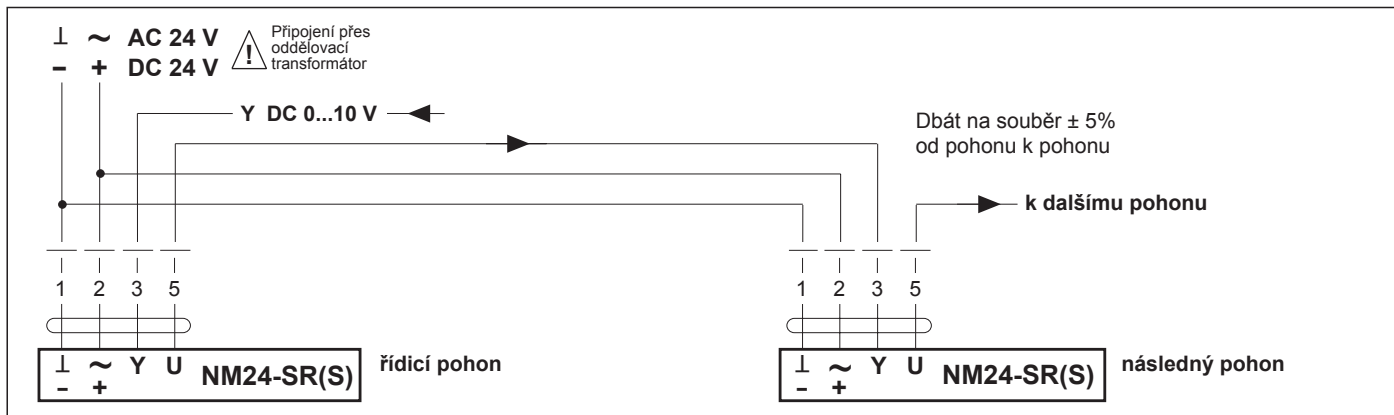 ⊥ ~ AC 24 V
– + DC 24 V
!
Připojení přes
oddělovací
transformátor
Y DC 0...10 V
Dbát na souběr ± 5%
od pohonu k pohonu
k dalšímu pohonu
1 2 3 5
1 2 3 5
⊥ ~ Y U
– +
NM24-SR(S)
řídicí pohon
⊥ ~ Y U
– +
NM24-SR(S)
následný pohon